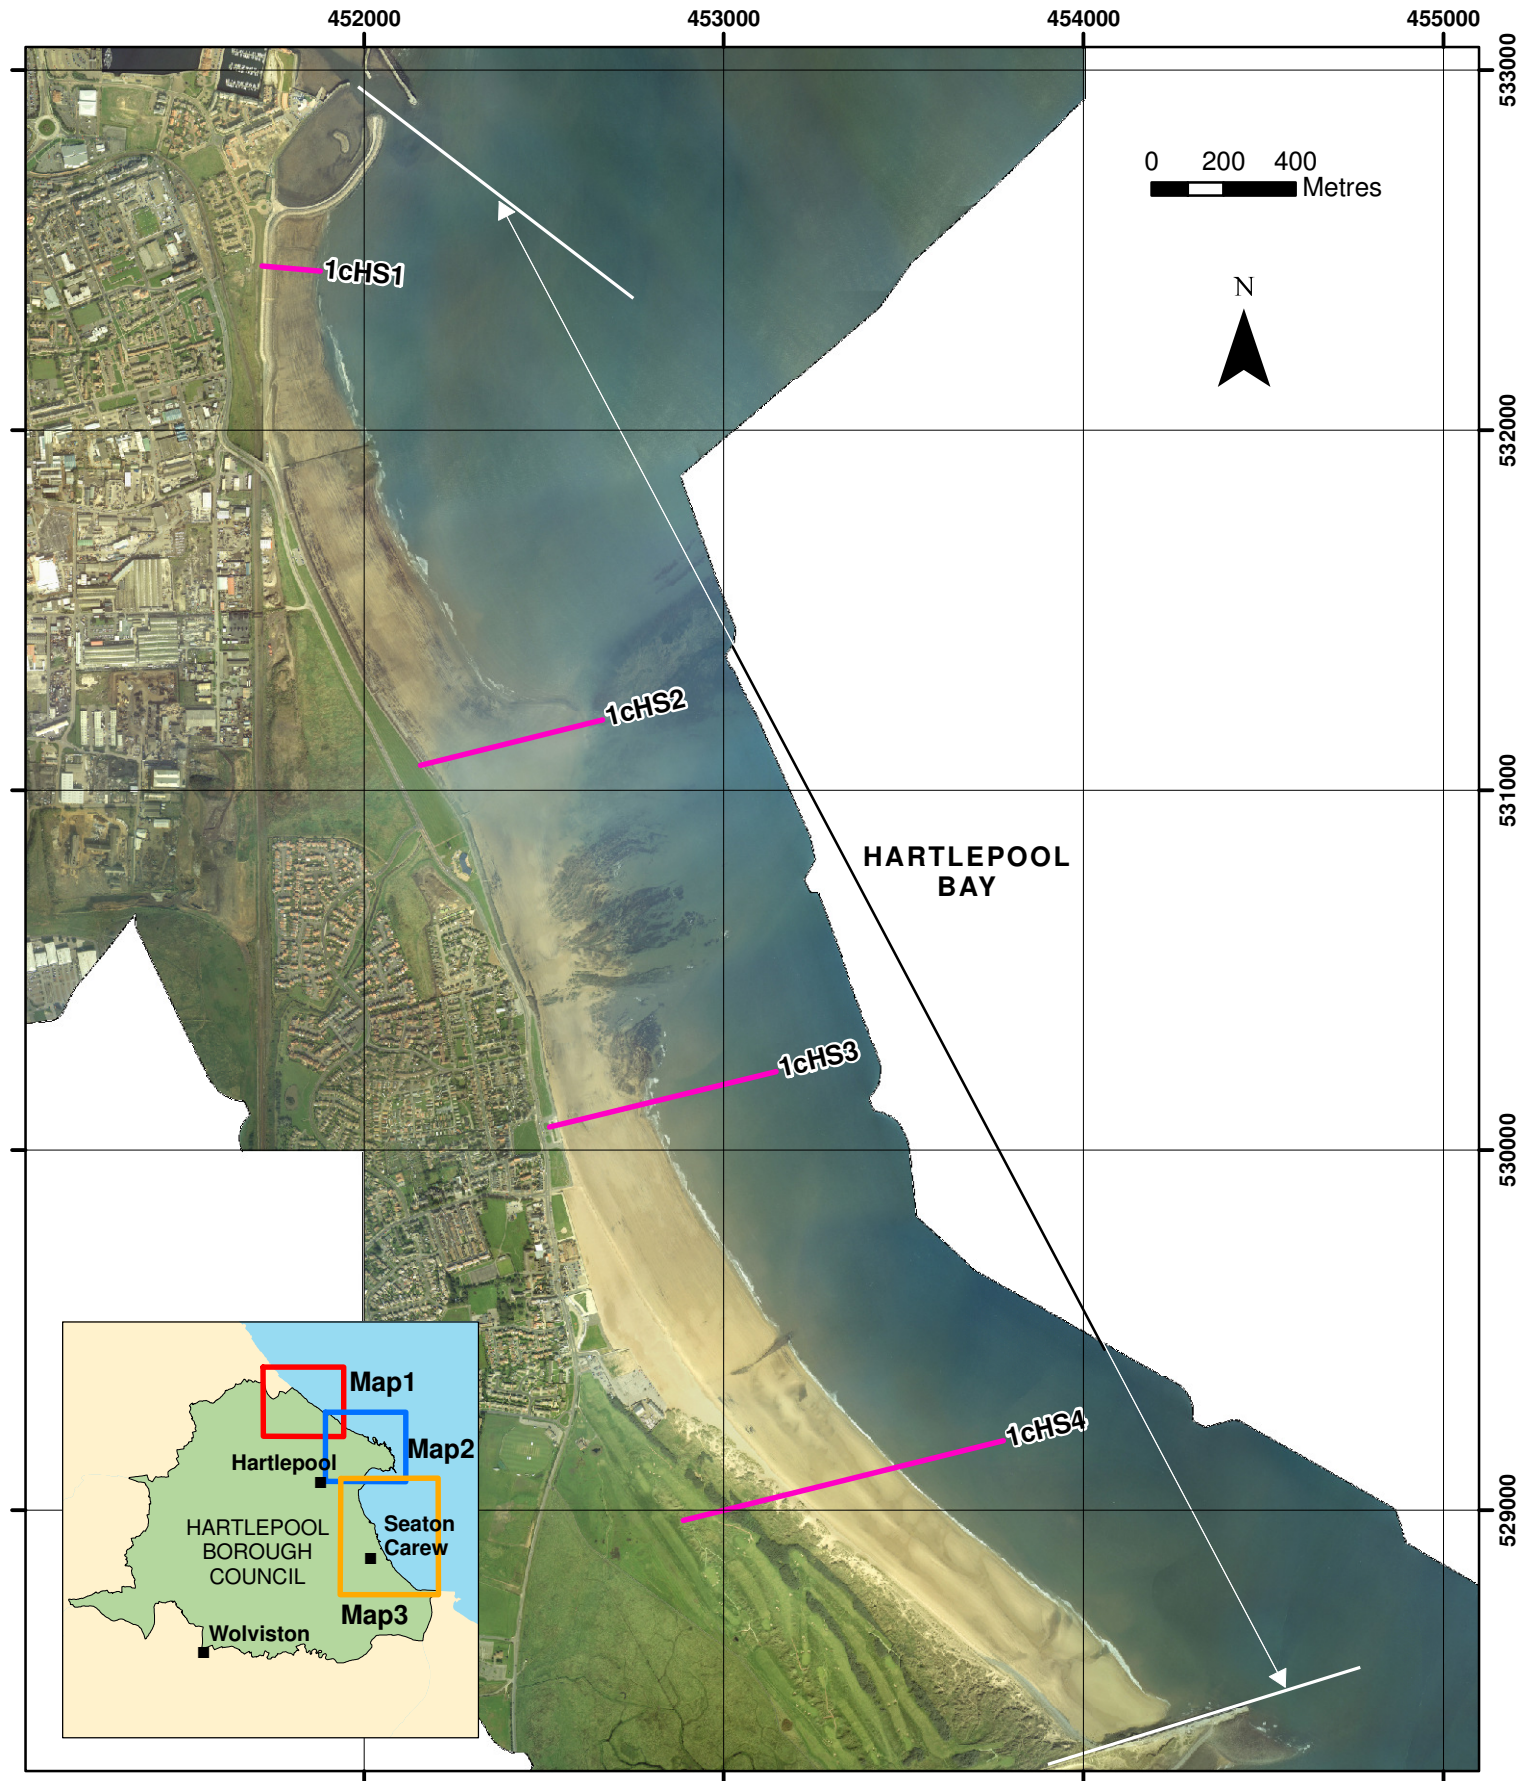 452000
453000
454000
455000
533000
0 200 400
Metres
N
1cHS1
532000
1cHS2
531000
HARTLEPOOL
BAY
1cHS3
530000
Map1
1cHS4
Map2
Hartlepool
529000
HARTLEPOOL
BOROUGH
COUNCIL
Seaton
Carew
Map3
Wolviston